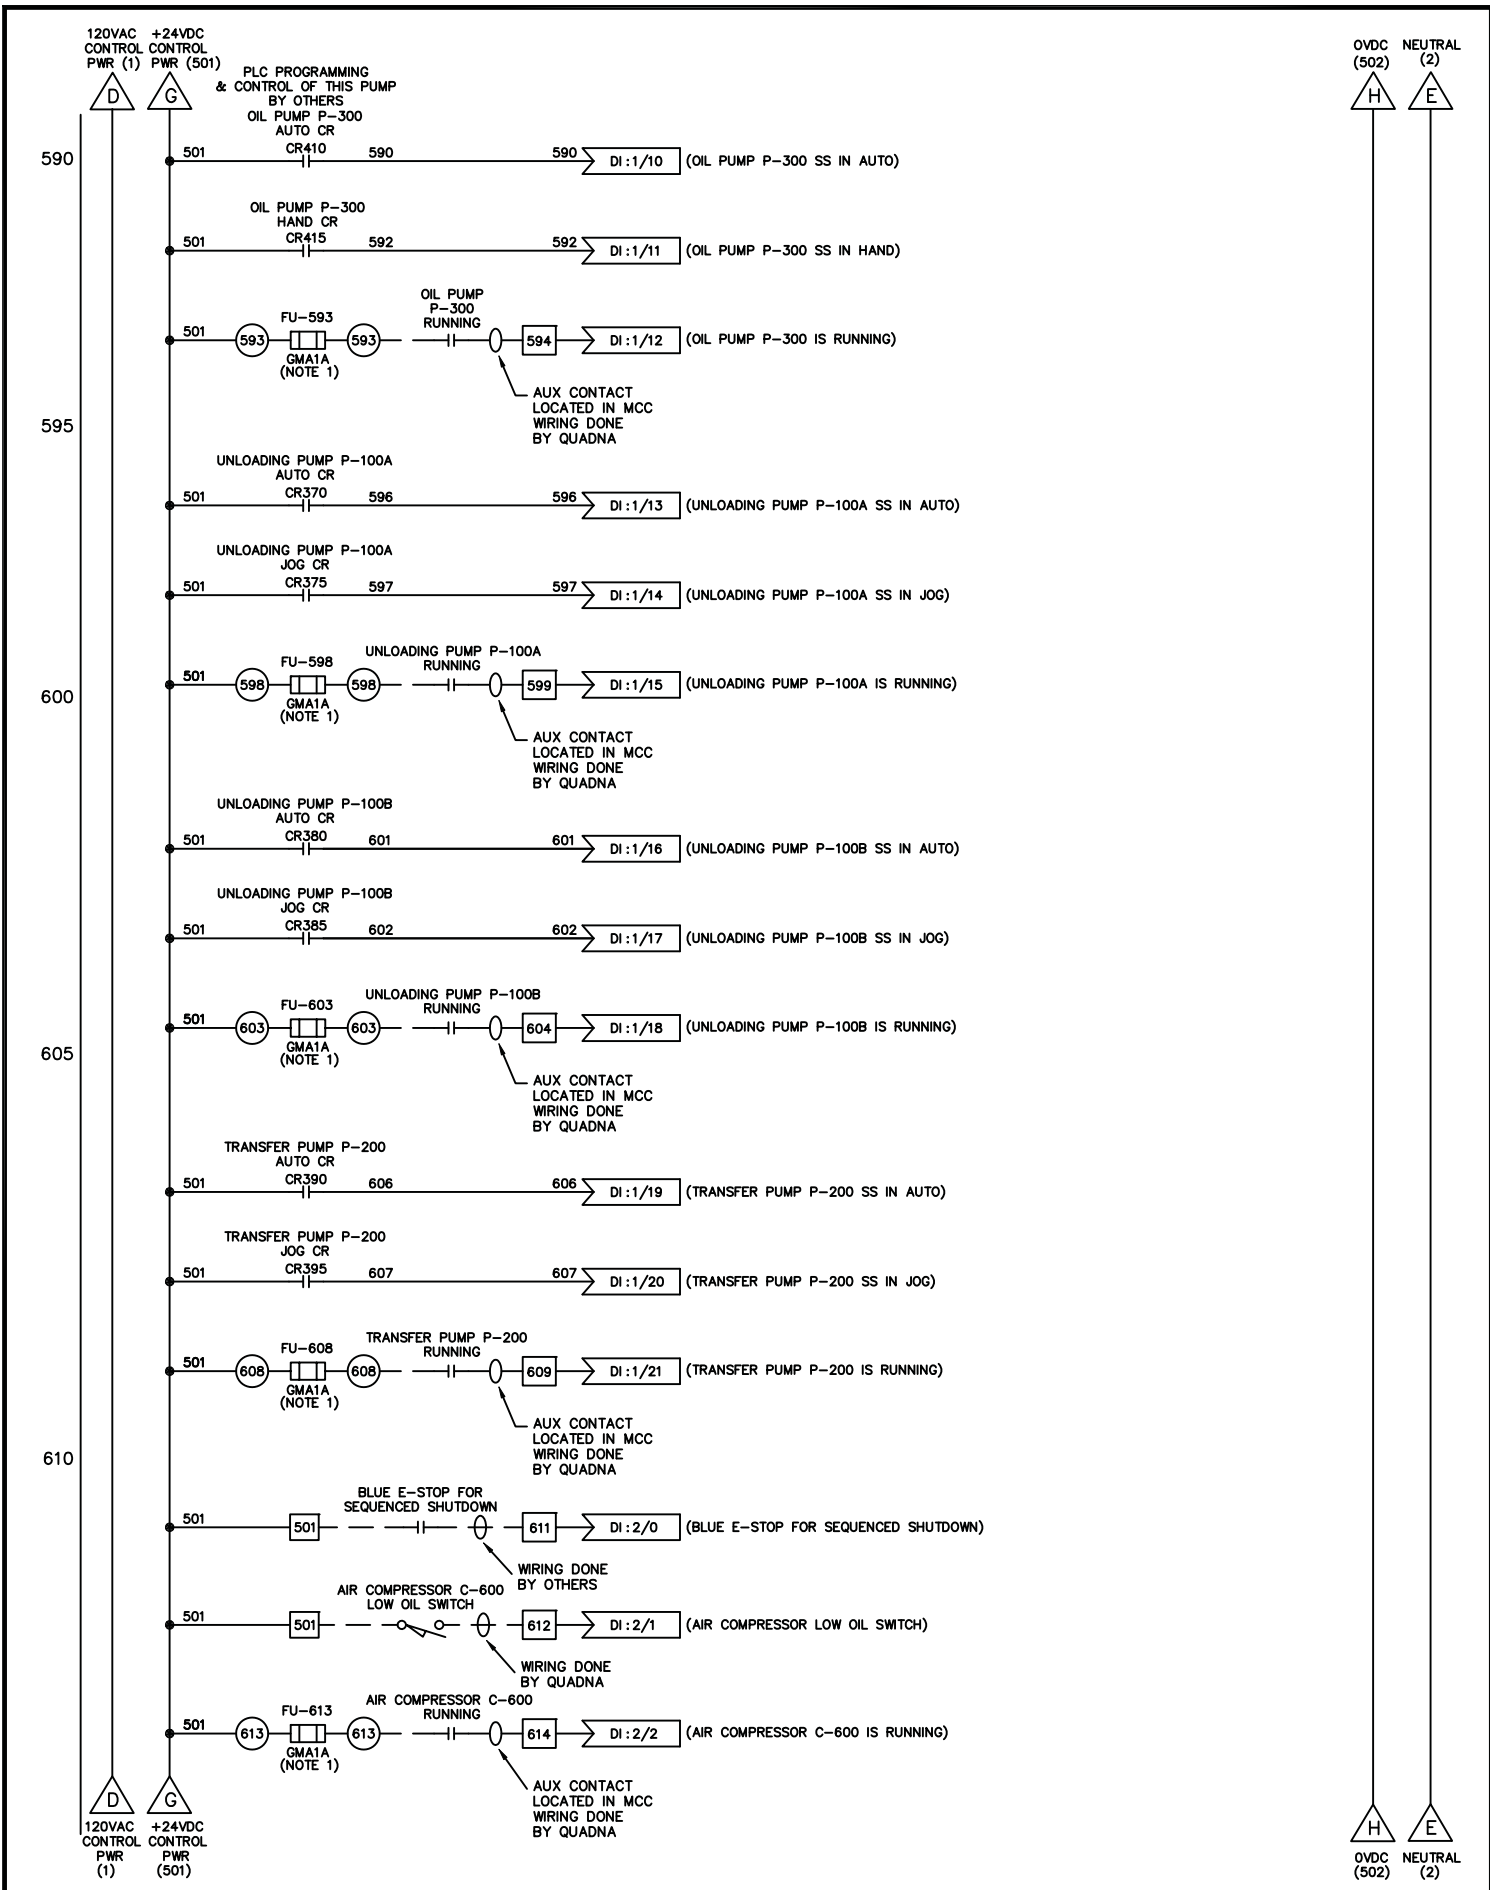 120VAC +24VDC
CONTROL CONTROL
PWR (1) PWR (501)
0VDC NEUTRAL
(502) (2)
D G H E
PLC PROGRAMMING
& CONTROL OF THIS PUMP
BY OTHERS
OIL PUMP P-300
AUTO CR
590 501 CR410 590 590 DI:1/10 (OIL PUMP P-300 SS IN AUTO)
OIL PUMP P-300
HAND CR
501 CR415 592 592 DI:1/11 (OIL PUMP P-300 SS IN HAND)
OIL PUMP
P-300
RUNNING
FU-593
501 593 593 594 DI:1/12 (OIL PUMP P-300 IS RUNNING)
GMA1A
(NOTE 1)
AUX CONTACT
LOCATED IN MCC
WIRING DONE
BY QUADNA
595
UNLOADING PUMP P-100A
AUTO CR
501 CR370 596 596 DI:1/13 (UNLOADING PUMP P-100A SS IN AUTO)
UNLOADING PUMP P-100A
JOG CR
501 CR375 597 597 DI:1/14 (UNLOADING PUMP P-100A SS IN JOG)
UNLOADING PUMP P-100A
RUNNING
FU-598
600 501 598 598 599 DI:1/15 (UNLOADING PUMP P-100A IS RUNNING)
GMA1A
(NOTE 1)
AUX CONTACT
LOCATED IN MCC
WIRING DONE
BY QUADNA
UNLOADING PUMP P-100B
AUTO CR
501 CR380 601 601 DI:1/16 (UNLOADING PUMP P-100B SS IN AUTO)
UNLOADING PUMP P-100B
JOG CR
501 CR385 602 602 DI:1/17 (UNLOADING PUMP P-100B SS IN JOG)
UNLOADING PUMP P-100B
RUNNING
FU-603
501 603 603 604 DI:1/18 (UNLOADING PUMP P-100B IS RUNNING)
605
GMA1A
(NOTE 1)
AUX CONTACT
LOCATED IN MCC
WIRING DONE
BY QUADNA
TRANSFER PUMP P-200
AUTO CR
501 CR390 606 606 DI:1/19 (TRANSFER PUMP P-200 SS IN AUTO)
TRANSFER PUMP P-200
JOG CR
501 CR395 607 607 DI:1/20 (TRANSFER PUMP P-200 SS IN JOG)
TRANSFER PUMP P-200
RUNNING
FU-608
501 608 608 609 DI:1/21 (TRANSFER PUMP P-200 IS RUNNING)
GMA1A
(NOTE 1)
AUX CONTACT
LOCATED IN MCC
WIRING DONE
BY QUADNA
610
BLUE E-STOP FOR
SEQUENCED SHUTDOWN
501 501 611 DI:2/0 (BLUE E-STOP FOR SEQUENCED SHUTDOWN)
WIRING DONE
BY OTHERS
AIR COMPRESSOR C-600
LOW OIL SWITCH
501 501 612 DI:2/1 (AIR COMPRESSOR LOW OIL SWITCH)
WIRING DONE
BY QUADNA
AIR COMPRESSOR C-600
RUNNING
FU-613
501 613 613 614 DI:2/2 (AIR COMPRESSOR C-600 IS RUNNING)
GMA1A
(NOTE 1)
AUX CONTACT
LOCATED IN MCC
WIRING DONE
BY QUADNA
D G H E
120VAC +24VDC
CONTROL CONTROL
PWR PWR
(1) (501)
0VDC NEUTRAL
(502) (2)